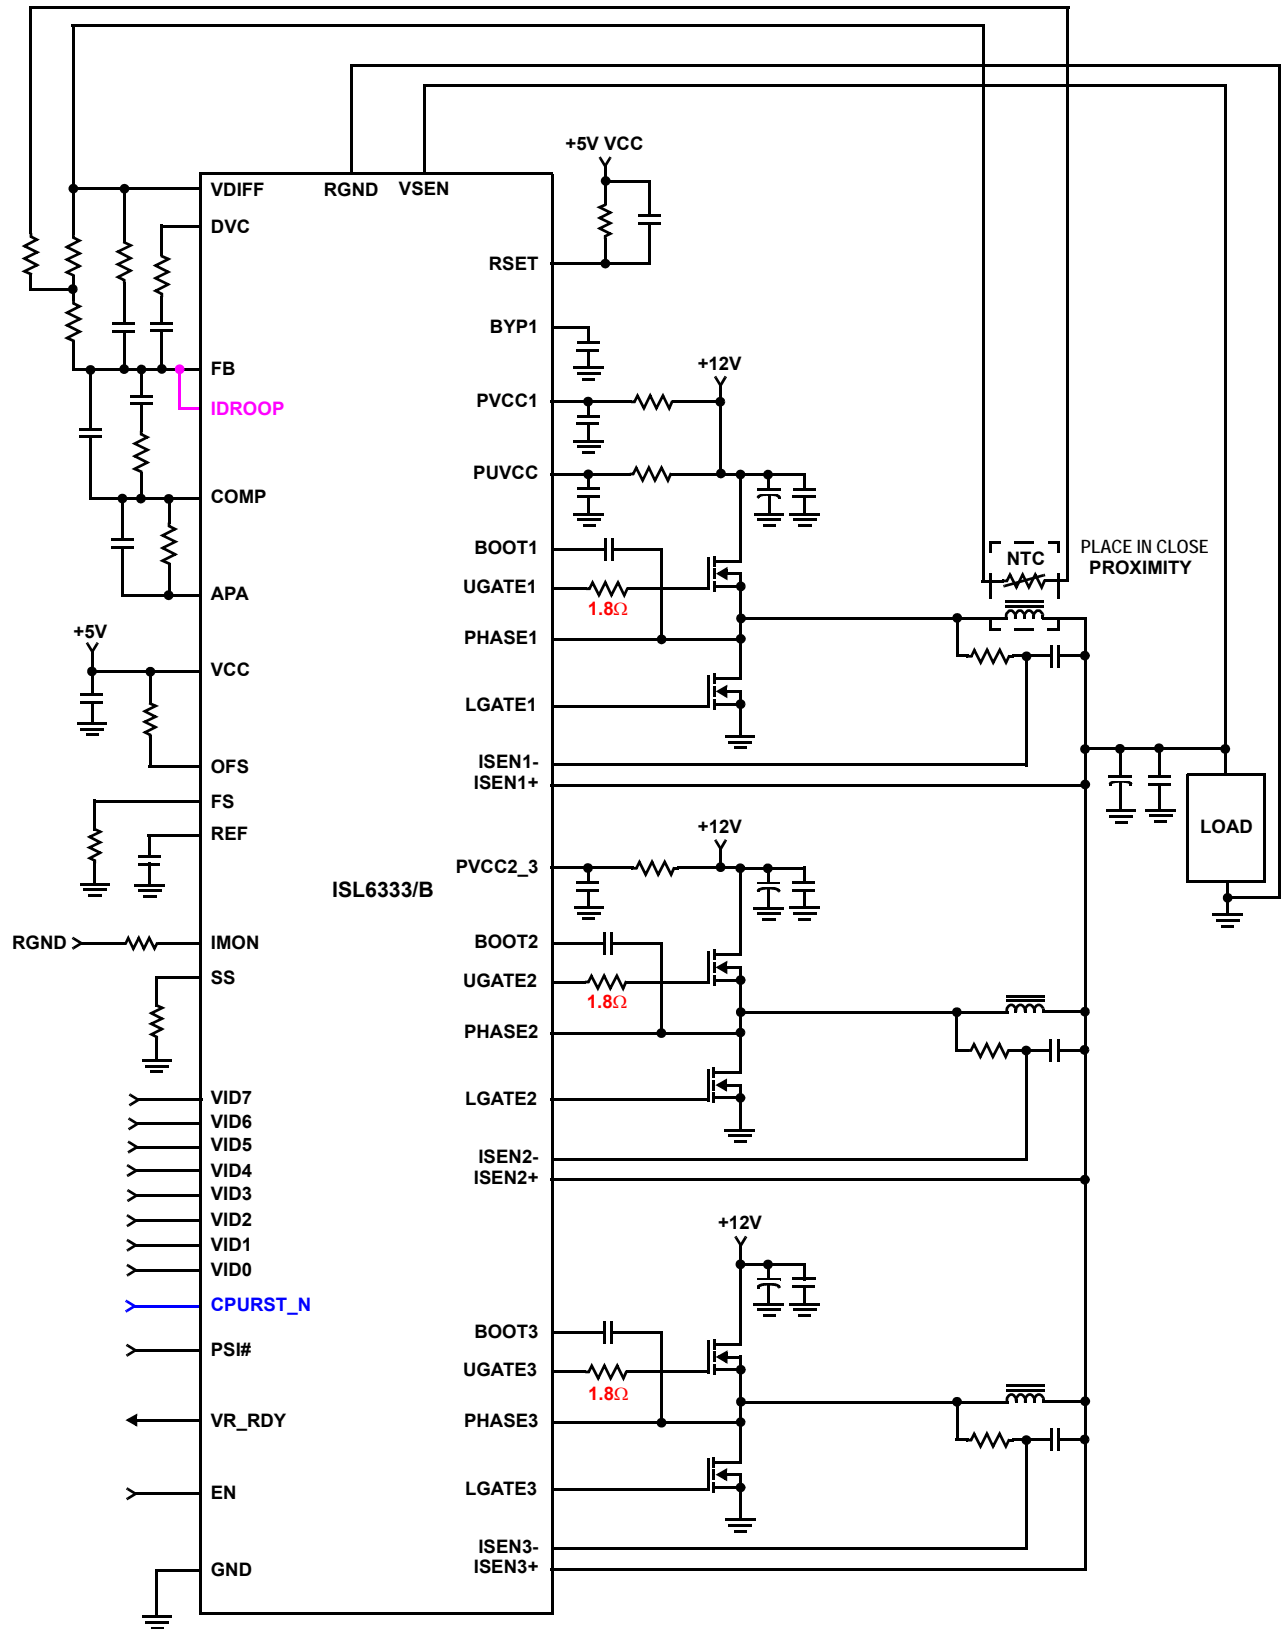 +5V VCC
VDIFF
RGND
VSEN
DVC
RSET
BYP1
+12V
FB
PVCC1
IDROOP
PUVCC
COMP
BOOT1
PLACE IN CLOSE
PROXIMITY
NTC
UGATE1
1.8Ω
APA
+5V
PHASE1
VCC
LGATE1
OFS
ISEN1-
ISEN1+
FS
REF
+12V
LOAD
PVCC2_3
ISL6333/B
RGND
IMON
BOOT2
SS
UGATE2
1.8Ω
PHASE2
VID7
LGATE2
VID6
VID5
ISEN2-
VID4
ISEN2+
VID3
VID2
+12V
VID1
VID0
CPURST_N
BOOT3
PSI#
UGATE3
1.8Ω
VR_RDY
PHASE3
EN
LGATE3
ISEN3-
ISEN3+
GND